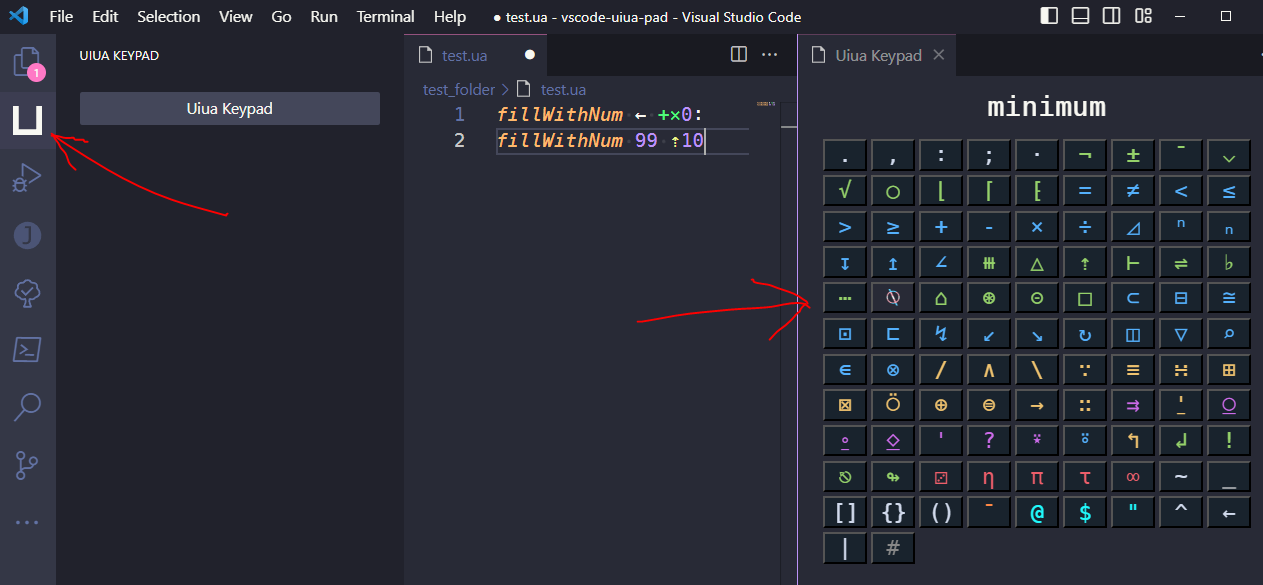 File Edit Selection View Go Run Terminal Help ● test.ua - vscode-uiua-pad - Visual Studio Code
1
UIUA KEYPAD
Uiua Keypad
test.ua
test_folder > test.ua
1 fillWithNum ← +×0:
2 fillWithNum 99 ⇡10
Uiua Keypad
minimum
. , : ; · ¬ ± ¯ ⌵
√ ○ ⌊ ⌈ ⁅ = ≠ < ≤
> ≥ + - × ÷ ◿ ⁿ ₙ
↧ ↥ ∠ ⧻ △ ⇡ ⊢ ⇌ ♭
⋯ ⍉ ⌂ ⊛ ⊝ □ ⊂ ⊟ ≅
⊡ ⊏ ↯ ↙ ↘ ↻ ◫ ▽ ⌕
∊ ⊗ / ∧ \ ∵ ≡ ∺ ⊞
⊠ ⍥ ⊕ ⊜ → ∷ ⇉ ⍘ ⍜
⊸ ⋄ ' ? ⍣ ⍤ ↰ ↲ !
⎋ ↬ ⚂ η π τ ∞ ~ _
[] {} () ¯ @ $ " ^ ←
| #